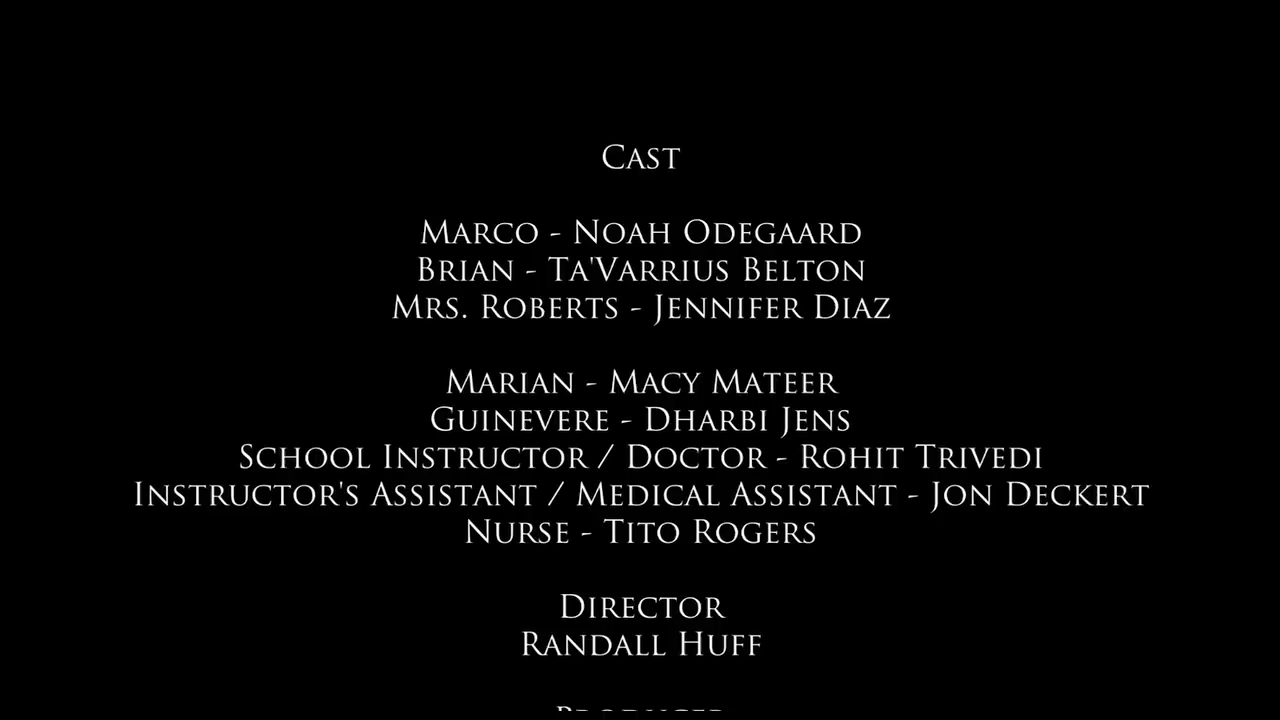 Cast
Marco - Noah Odegaard
Brian - Ta'Varrius Belton
Mrs. Roberts - Jennifer Diaz
Marian - Macy Mateer
Guinevere - Dharbi Jens
School Instructor / Doctor - Rohit Trivedi
Instructor's Assistant / Medical Assistant - Jon Deckert
Nurse - Tito Rogers
Director
Randall Huff
Producer